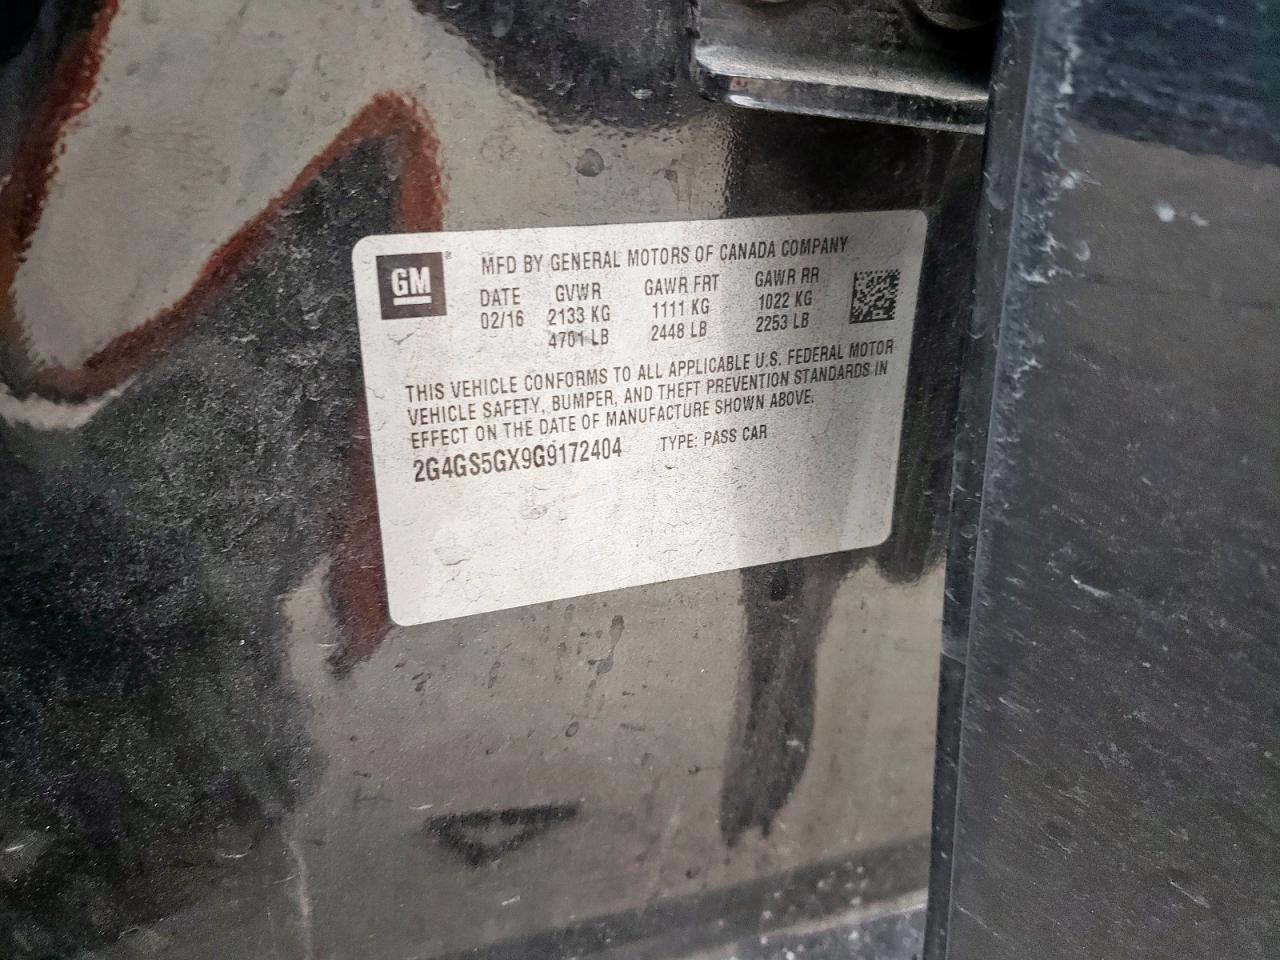 GM ®
MFD BY GENERAL MOTORS OF CANADA COMPANY
DATE GVWR GAWR FRT GAWR RR
02/16 2133 KG 1111 KG 1022 KG
4701 LB 2448 LB 2253 LB
THIS VEHICLE CONFORMS TO ALL APPLICABLE U.S. FEDERAL MOTOR
VEHICLE SAFETY, BUMPER, AND THEFT PREVENTION STANDARDS IN
EFFECT ON THE DATE OF MANUFACTURE SHOWN ABOVE.
2G4GS5GX9G9172404 TYPE: PASS CAR